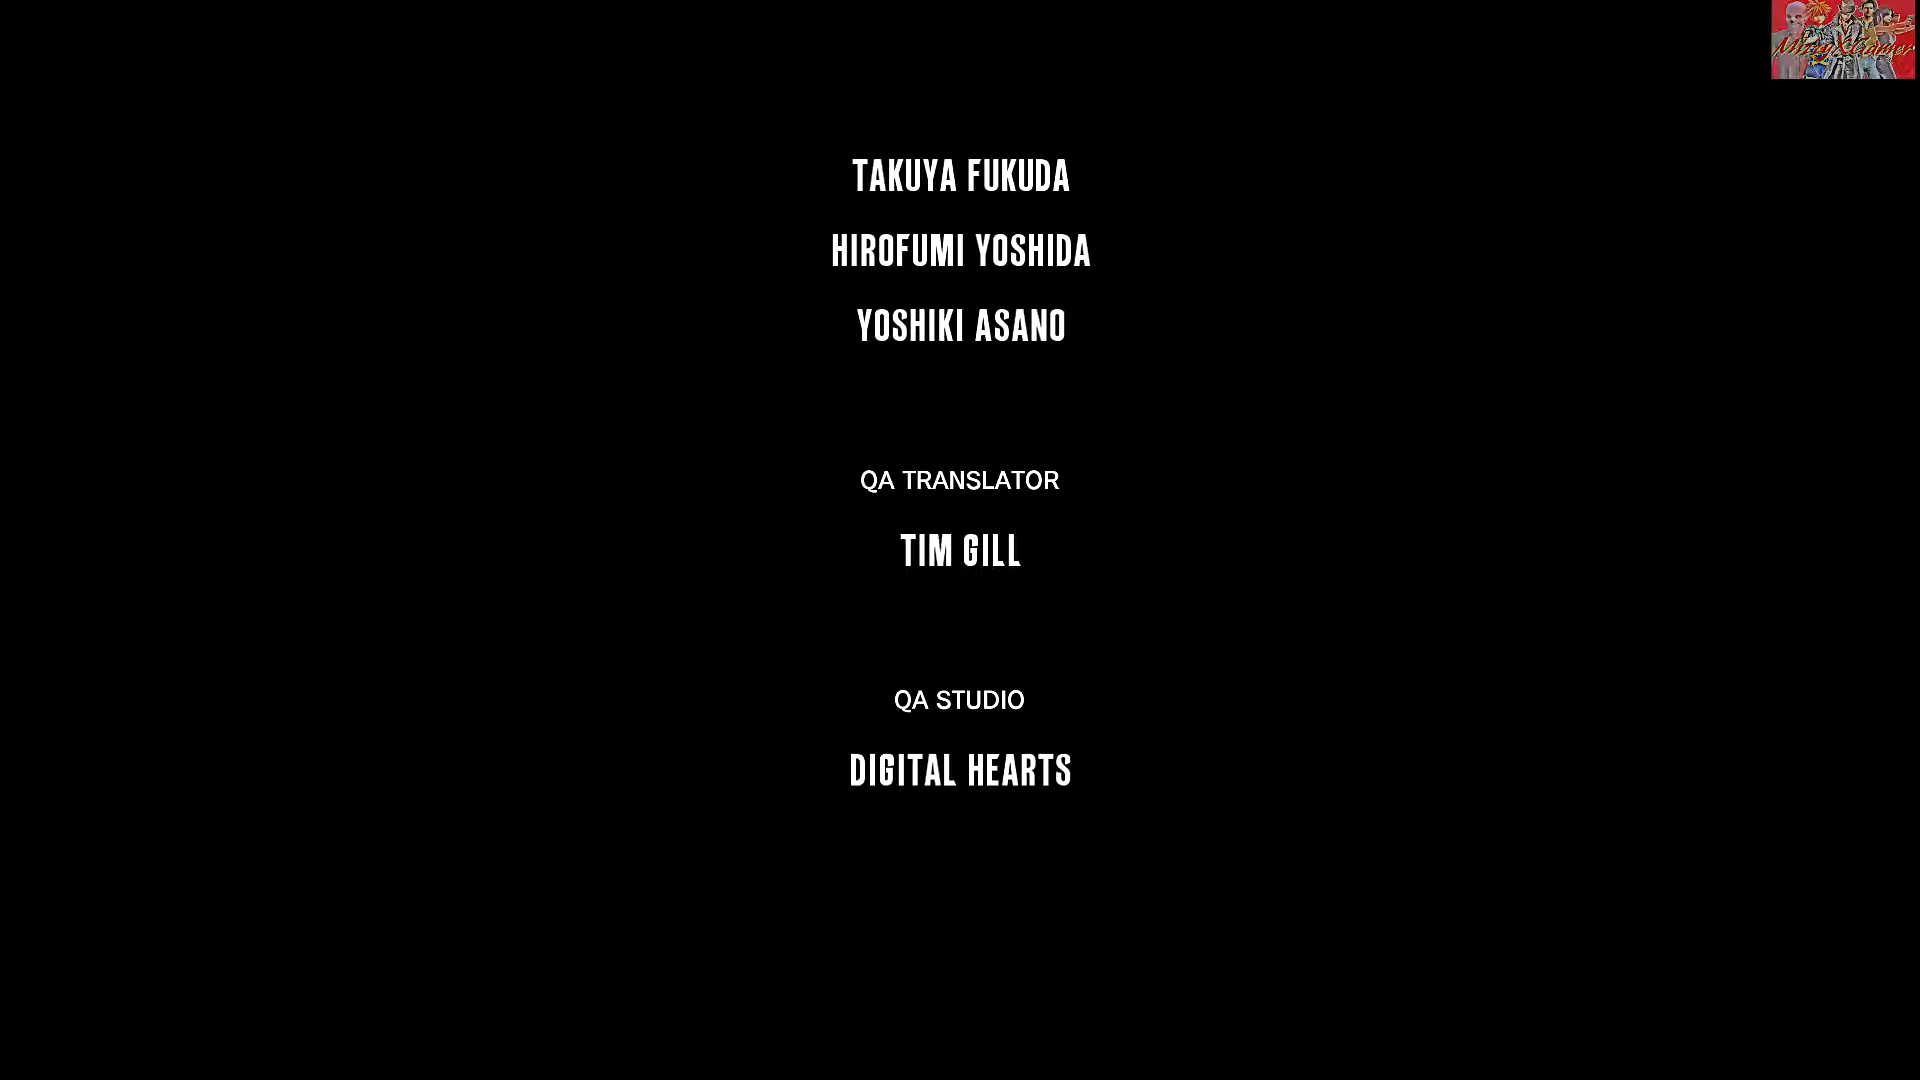 TAKUYA FUKUDA
HIROFUMI YOSHIDA
YOSHIKI ASANO
QA TRANSLATOR
TIM GILL
QA STUDIO
DIGITAL HEARTS